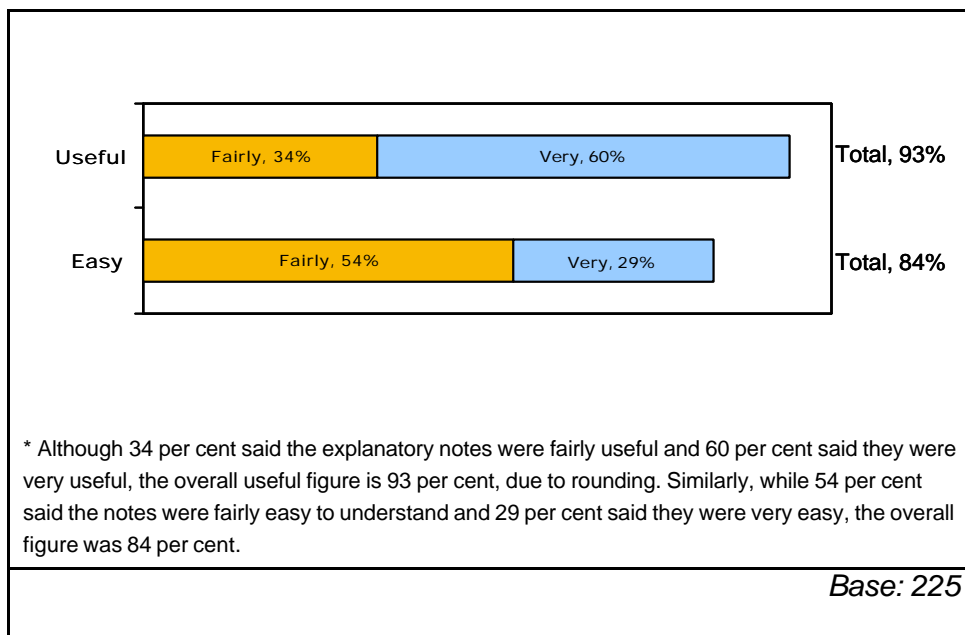 Useful
Fairly, 34%
Very, 60%
Total, 93%
Easy
Fairly, 54%
Very, 29%
Total, 84%
* Although 34 per cent said the explanatory notes were fairly useful and 60 per cent said they were
very useful, the overall useful figure is 93 per cent, due to rounding. Similarly, while 54 per cent
said the notes were fairly easy to understand and 29 per cent said they were very easy, the overall
figure was 84 per cent.
Base: 225